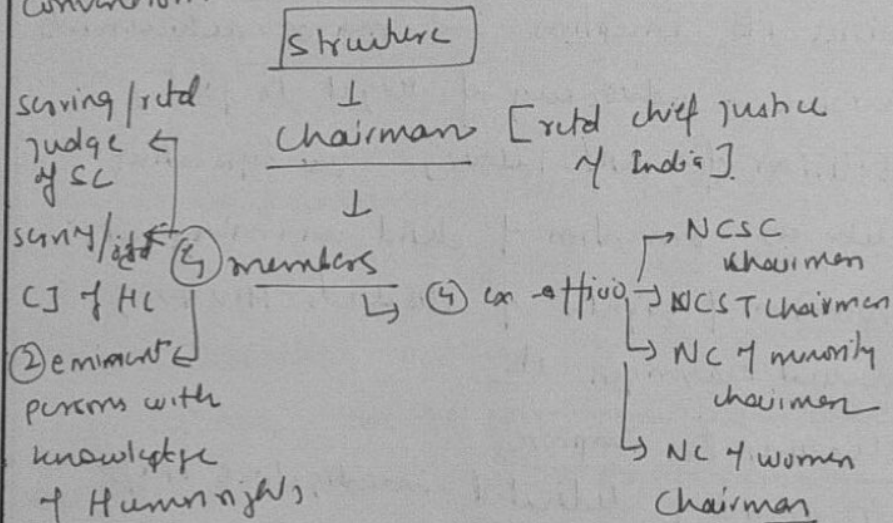 Structure
Chairman [retd chief justice
of India]
serving/retd
judge
of SC
serving/retd
CJ of HC
② eminent
persons with
knowledge
of Human rights
④ members
④ ex-officio
NCSC
chairman
NCST chairman
NC of minority
chairman
NC of women
Chairman